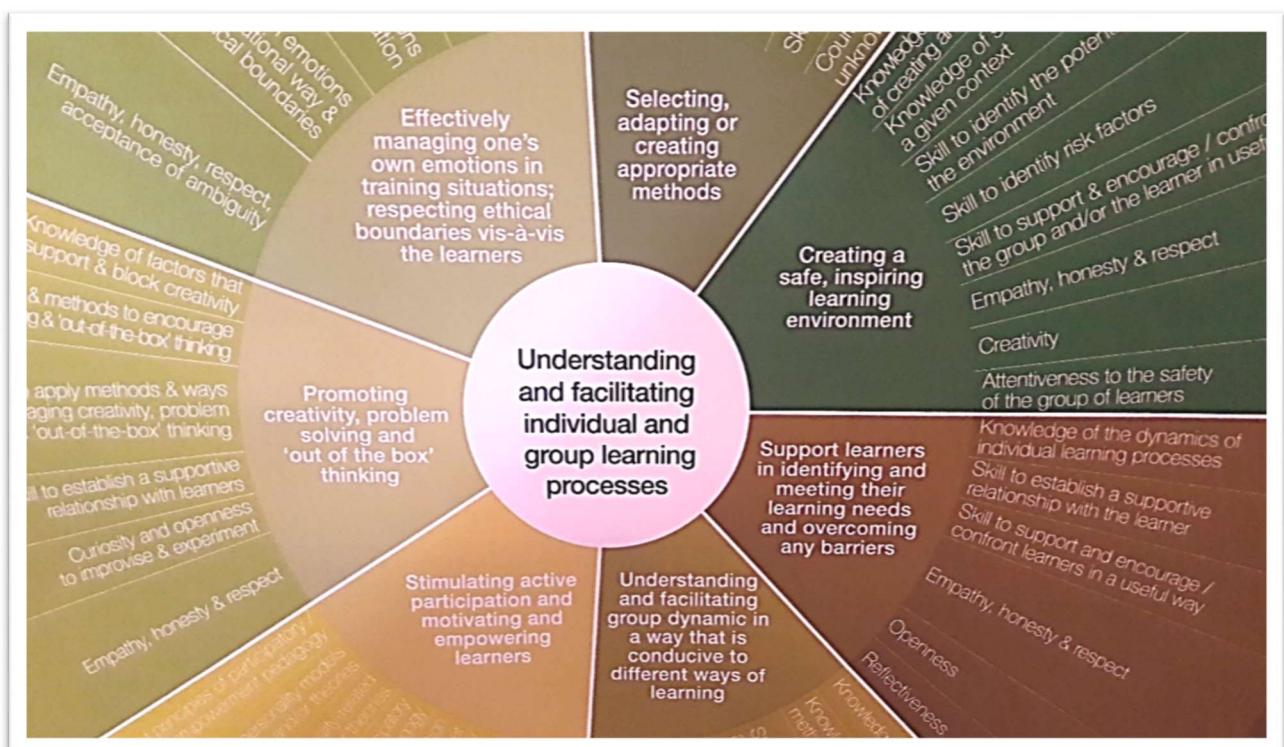 Understanding
and facilitating
individual and
group learning
processes
Selecting,
adapting or
creating
appropriate
methods
Creating a
safe, inspiring
learning
environment
Knowledge of
a given context
Skill to identify the
the environment
Skill to identify risk factors
Skill to support & encourage /
the group and/or the learner in
Empathy, honesty & respect
Creativity
Attentiveness to the safety
of the group of learners
Support learners
in identifying and
meeting their
learning needs
and overcoming
any barriers
Knowledge of the dynamics of
individual learning processes
Skill to establish a supportive
relationship with the learner
Skill to support and encourage /
confront learners in a useful way
Empathy, honesty & respect
Openness
Reflectiveness
Understanding
and facilitating
group dynamic in
a way that is
conducive to
different ways of
learning
Stimulating active
participation and
motivating and
empowering
learners
Promoting
creativity, problem
solving and
'out of the box'
thinking
Knowledge of factors that
support & block creativity
& methods to encourage
& 'out-of-the-box' thinking
apply methods & ways
creativity, problem
'out-of-the-box' thinking
to establish a supportive
relationship with learners
Curiosity and openness
to improvise & experiment
Empathy, honesty & respect
Effectively
managing one's
own emotions in
training situations;
respecting ethical
boundaries vis-à-vis
the learners
emotions
way &
boundaries
Empathy, honesty, respect,
acceptance of ambiguity